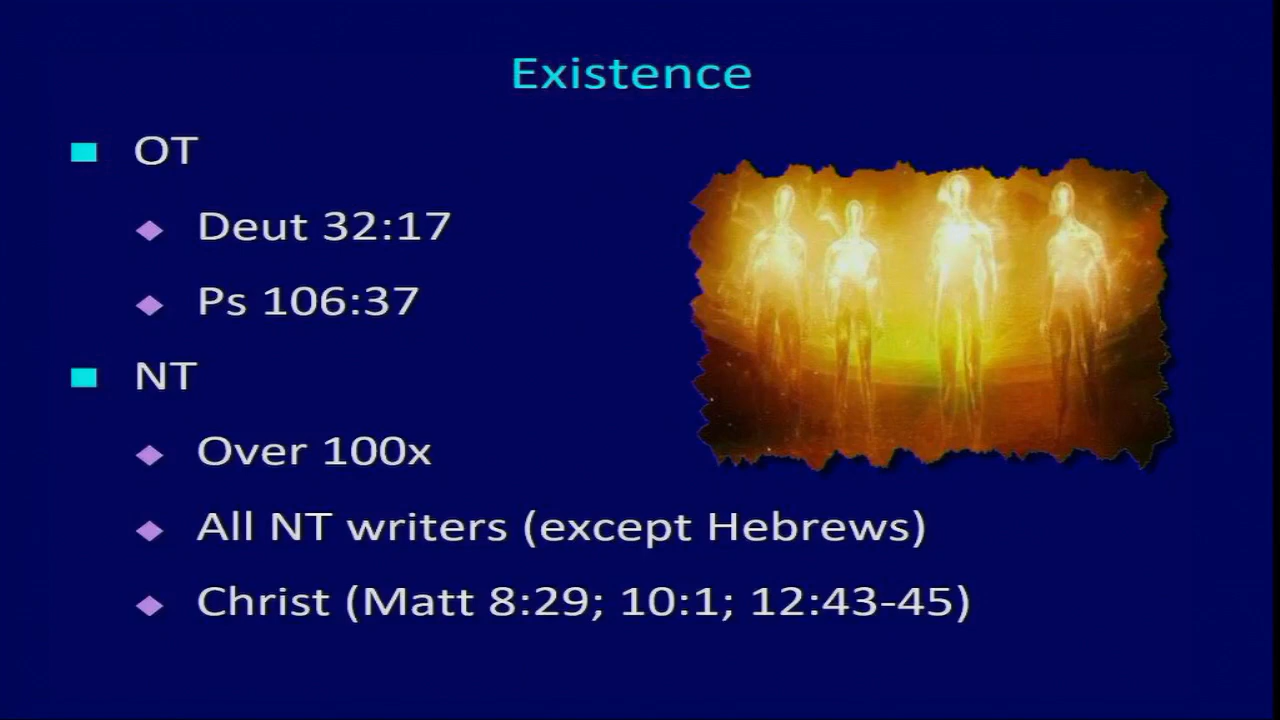 Existence
OT
Deut 32:17
Ps 106:37
NT
Over 100x
All NT writers (except Hebrews)
Christ (Matt 8:29; 10:1; 12:43-45)